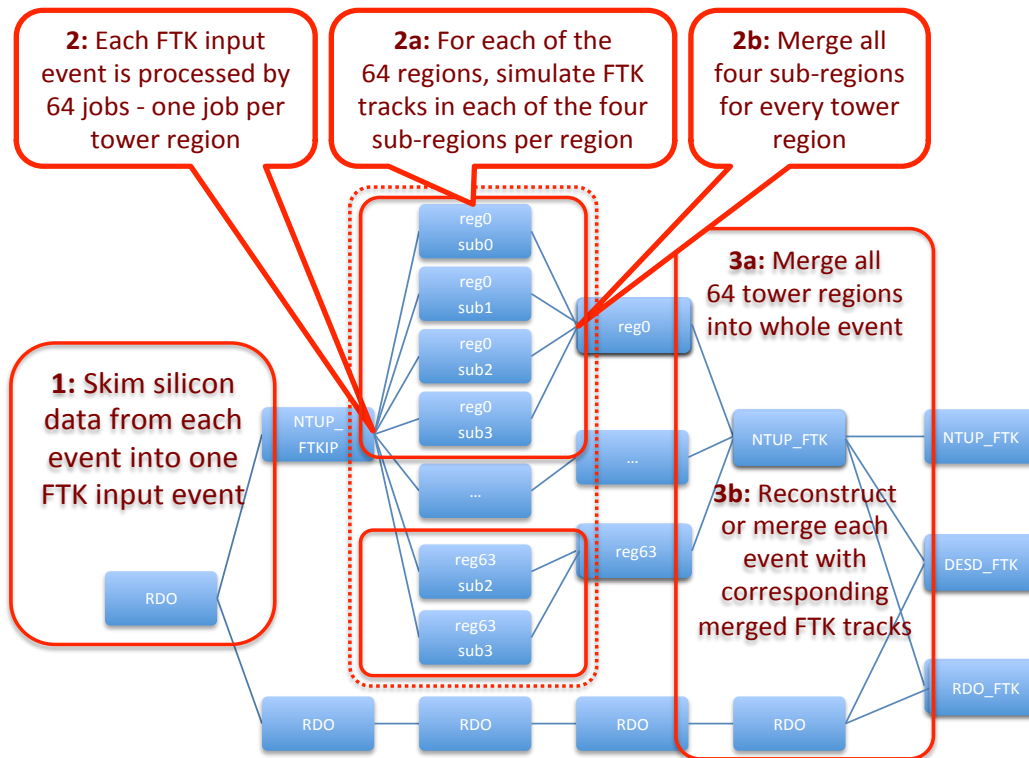 2: Each FTK input
event is processed by
64 jobs - one job per
tower region
2a: For each of the
64 regions, simulate FTK
tracks in each of the four
sub-regions per region
2b: Merge all
four sub-regions
for every tower
region
1: Skim silicon
data from each
event into one
FTK input event
RDO
NTUP_
FTKIP
reg0
sub0
reg0
sub1
reg0
sub2
reg0
sub3
...
reg63
sub2
reg63
sub3
reg0
...
reg63
3a: Merge all
64 tower regions
into whole event
NTUP_FTK
3b: Reconstruct
or merge each
event with
corresponding
merged FTK tracks
NTUP_FTK
DESD_FTK
RDO_FTK
RDO
RDO
RDO
RDO